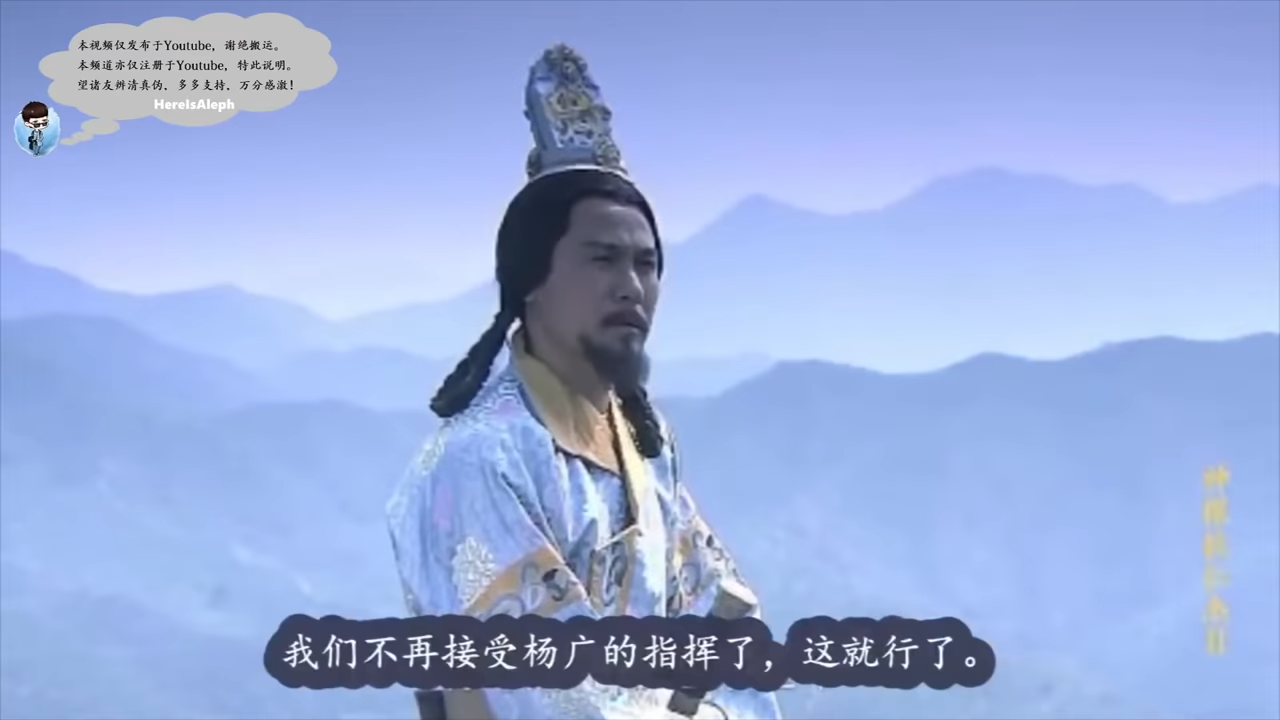 本视频仅发布于Youtube，谢绝搬运。
本频道亦仅注册于Youtube，特此说明。
望诸友辨清真伪，多多支持，万分感激！
HereIsAleph
我们不再接受杨广的指挥了，这就行了。